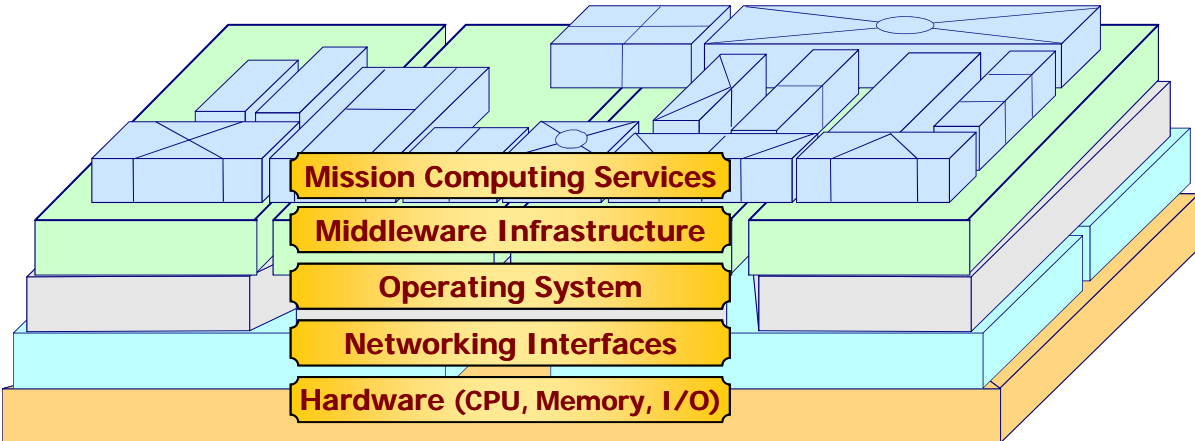 Mission Computing Services
Middleware Infrastructure
Operating System
Networking Interfaces
Hardware (CPU, Memory, I/O)